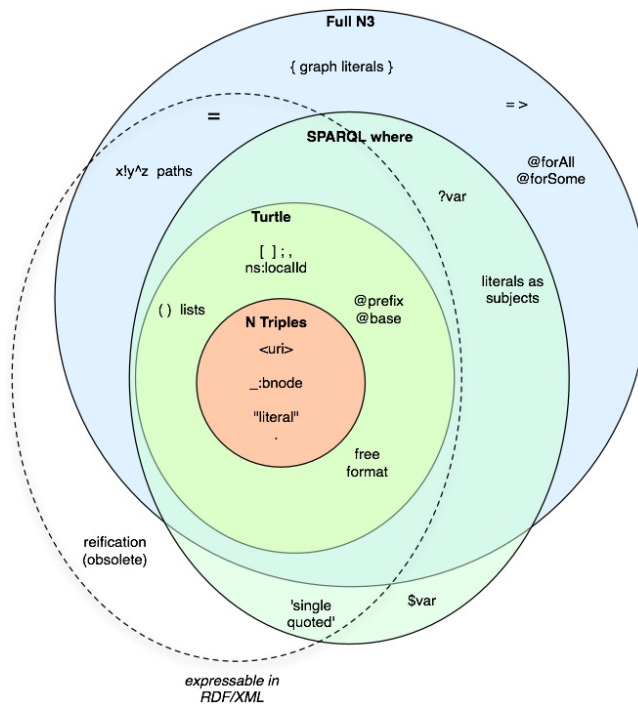 Full N3
{ graph literals }
=
= >
SPARQL where
x!y^z paths
@forAll
@forSome
?var
Turtle
[ ] ; ,
ns:localId
literals as
subjects
( ) lists
@prefix
@base
N Triples
<uri>
_:bnode
"literal"
.
free
format
reification
(obsolete)
'single
quoted'
$var
expressable in
RDF/XML